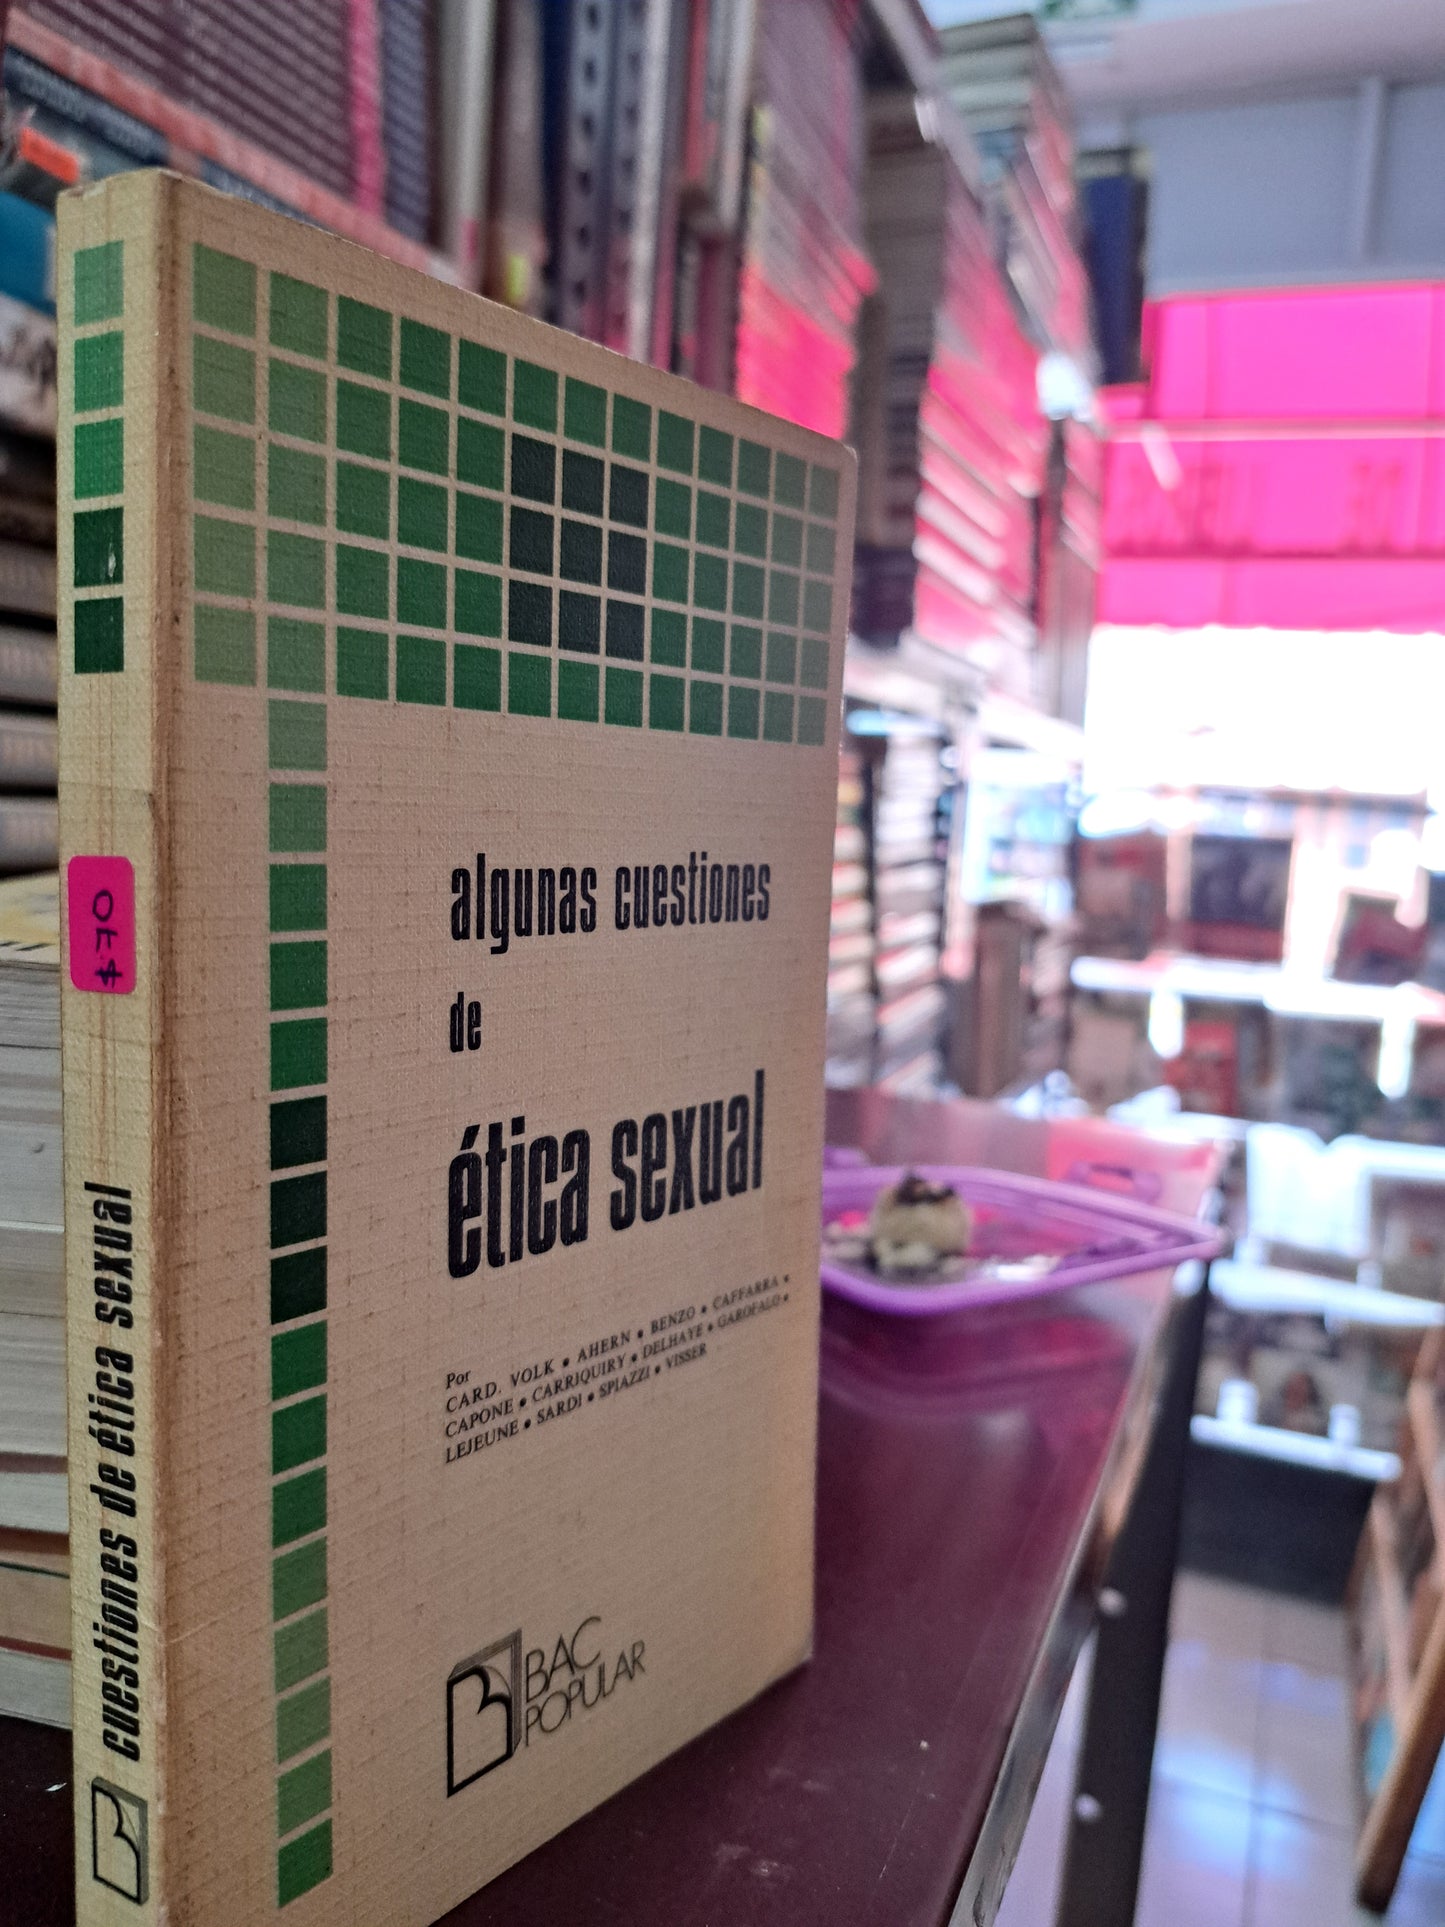 algunas cuestiones
de
ética sexual
Por
CARD. VOLK • AHERN • BENZO • CAFFARRA •
CAPONE • CARRIQUIRY • DELHAYE • GAROFALO •
LEJEUNE • SARDI • SPIAZZI • VISSER
BAC
POPULAR
$70
cuestiones de ética sexual